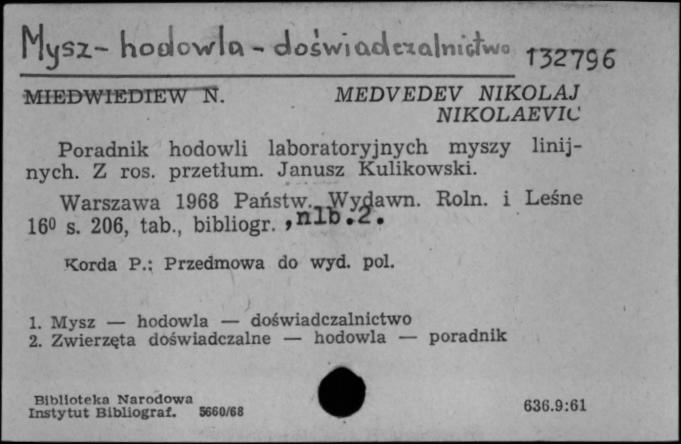 Mysz - hodowla - doświadczalnictwo 132796
MIEDWIEDIEW N. MEDVEDEV NIKOLAJ
NIKOLAEVIC
Poradnik hodowli laboratoryjnych myszy linij-
nych. Z ros. przetłum. Janusz Kulikowski.
Warszawa 1968 Państw. Wydawn. Roln. i Leśne
16⁰ s. 206, tab., bibliogr. , nlb. 2.
Korda P.: Przedmowa do wyd. pol.
1. Mysz — hodowla — doświadczalnictwo
2. Zwierzęta doświadczalne — hodowla — poradnik
Biblioteka Narodowa
Instytut Bibliograf. 5660/68 636.9:61